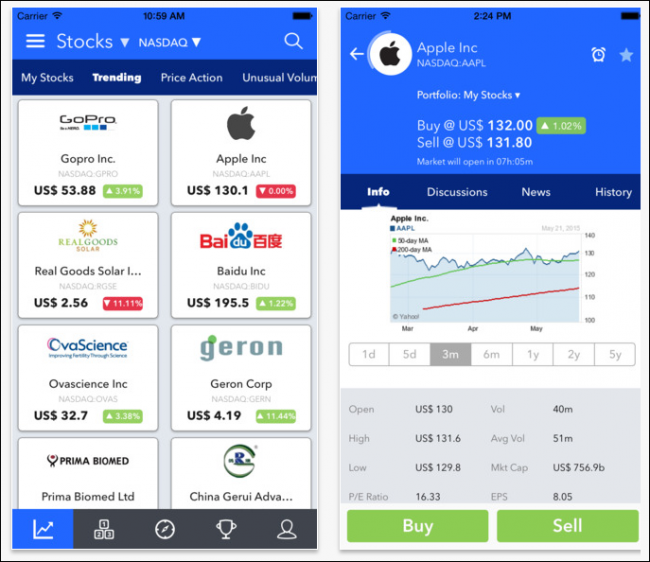 Carrier 10:59 AM
Stocks ▼ NASDAQ ▼
My Stocks Trending Price Action Unusual Volum
GoPro
Be a HERO.
Gopro Inc.
NASDAQ:GPRO
US$ 53.88 ▲ 3.91%
Apple Inc
NASDAQ:AAPL
US$ 130.1 ▼ 0.00%
REALGOODS
SOLAR
Real Goods Solar I...
NASDAQ:RGSE
US$ 2.56 ▼ 11.11%
Bai du 百度
Baidu Inc
NASDAQ:BIDU
US$ 195.5 ▲ 1.22%
OvaScience
Improving Fertility Through Science
Ovascience Inc
NASDAQ:OVAS
US$ 32.7 ▲ 3.38%
geron
Geron Corp
NASDAQ:GERN
US$ 4.19 ▲ 11.44%
PRIMA BIOMED
Prima Biomed Ltd
R
China Gerui Adva...
1
2 3
Carrier 2:24 PM
Apple Inc
NASDAQ:AAPL
Portfolio: My Stocks ▾
Buy @ US$ 132.00 ▲ 1.02%
Sell @ US$ 131.80
Market will open in 07h:05m
Info Discussions News History
Apple Inc.
AAPL May 21, 2015
50-day MA
200-day MA
140
130
120
110
100
© Yahoo!
Mar Apr May
1d 5d 3m 6m 1y 2y 5y
Open US$ 130 Vol 40m
High US$ 131.6 Avg Vol 51m
Low US$ 129.8 Mkt Cap US$ 756.9b
P/E Ratio 16.33 EPS 8.05
Buy Sell